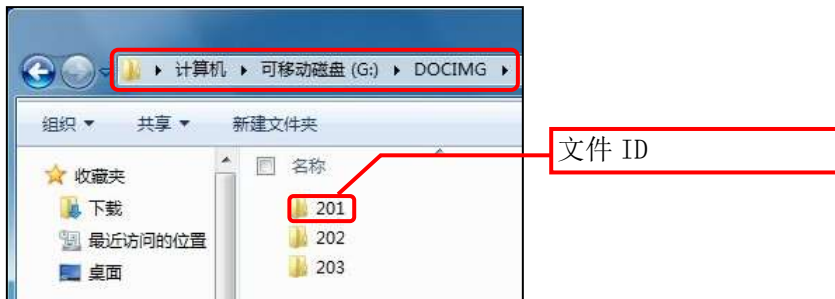 计算机 ▸ 可移动磁盘 (G:) ▸ DOCIMG ▸
组织 ▼ 共享 ▼ 新建文件夹
文件 ID
收藏夹
名称
下载
201
最近访问的位置
202
桌面
203